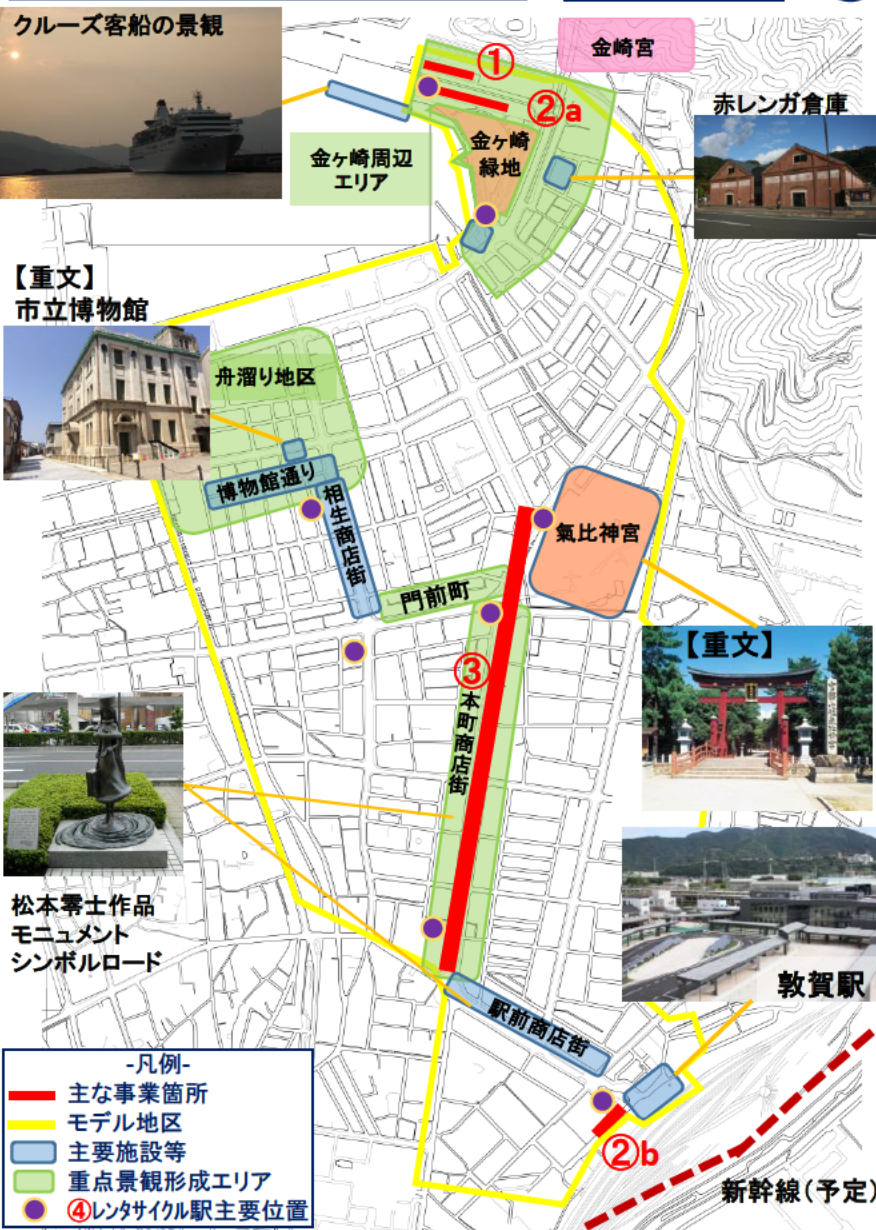 クルーズ客船の景観
①
②a
金崎宮
赤レンガ倉庫
金ヶ崎
緑地
金ヶ崎周辺
エリア
【重文】
市立博物館
舟溜り地区
博物館通り
相生商店街
氣比神宮
門前町
【重文】
③
本町商店街
松本零士作品
モニュメント
シンボルロード
敦賀駅
駅前商店街
-凡例-
主な事業箇所
モデル地区
主要施設等
重点景観形成エリア
④レンタサイクル駅主要位置
②b
新幹線(予定)